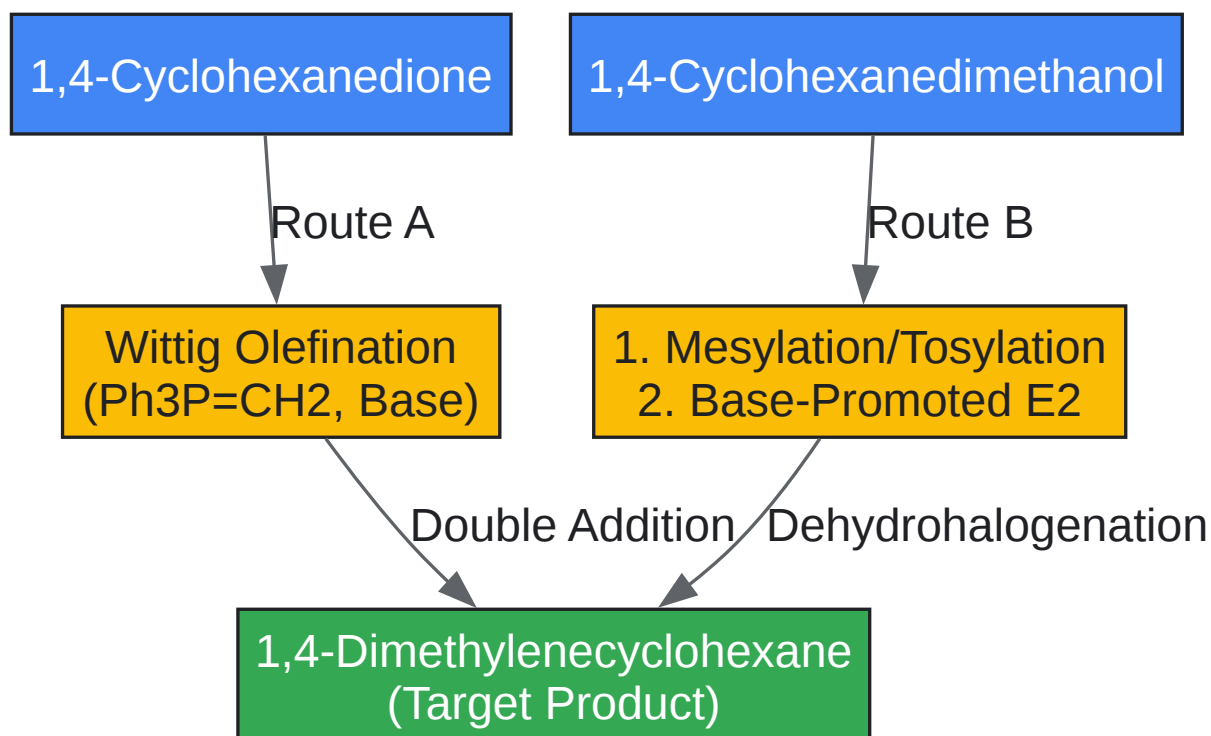 1,4-Cyclohexanedione
1,4-Cyclohexanedimethanol
Route A
Route B
Wittig Olefination
(Ph3P=CH2, Base)
1. Mesylation/Tosylation
2. Base-Promoted E2
Double Addition
Dehydrohalogenation
1,4-Dimethylenecyclohexane
(Target Product)